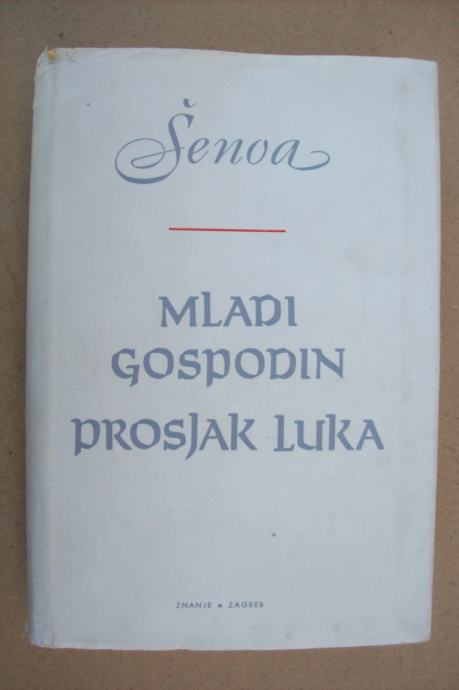 Šenoa
MLADI
GOSPODIN
PROSJAK LUKA
ZNANJE • ZAGREB